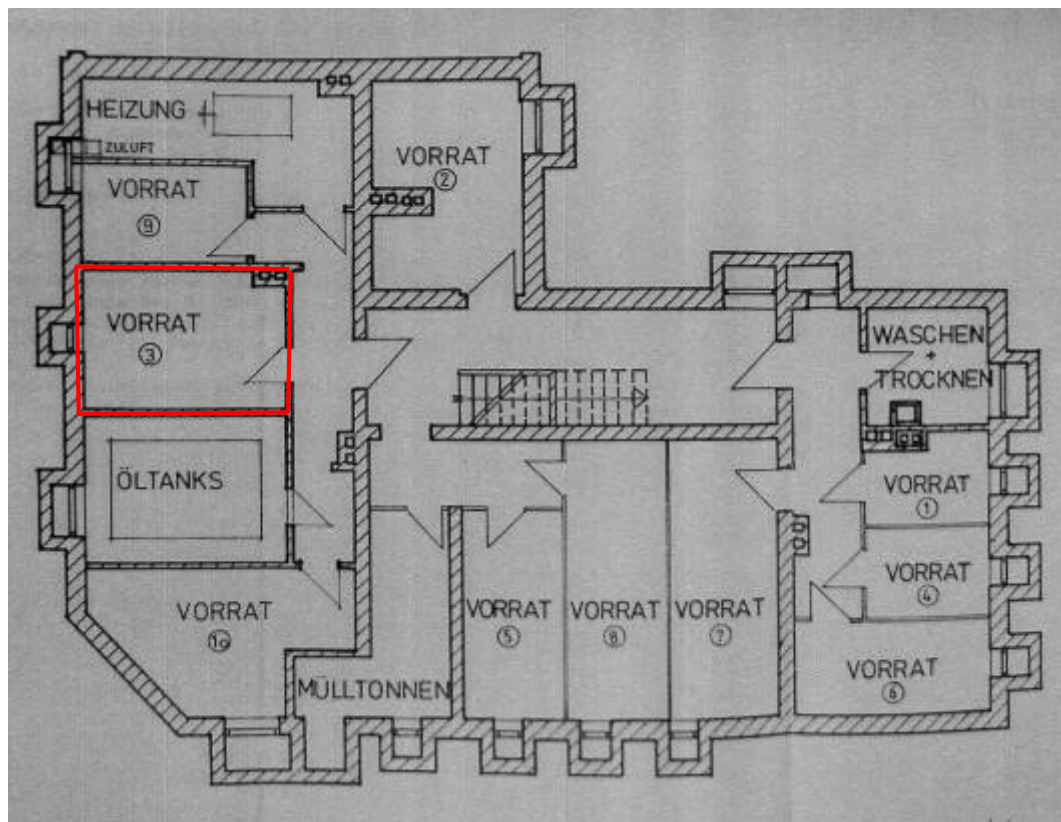 HEIZUNG
ZULUFT
VORRAT
9
VORRAT
2
VORRAT
3
WASCHEN
+
TROCKNEN
ÖLTANKS
VORRAT
1
VORRAT
4
VORRAT
10
VORRAT
5
VORRAT
8
VORRAT
7
VORRAT
6
MÜLLTONNEN